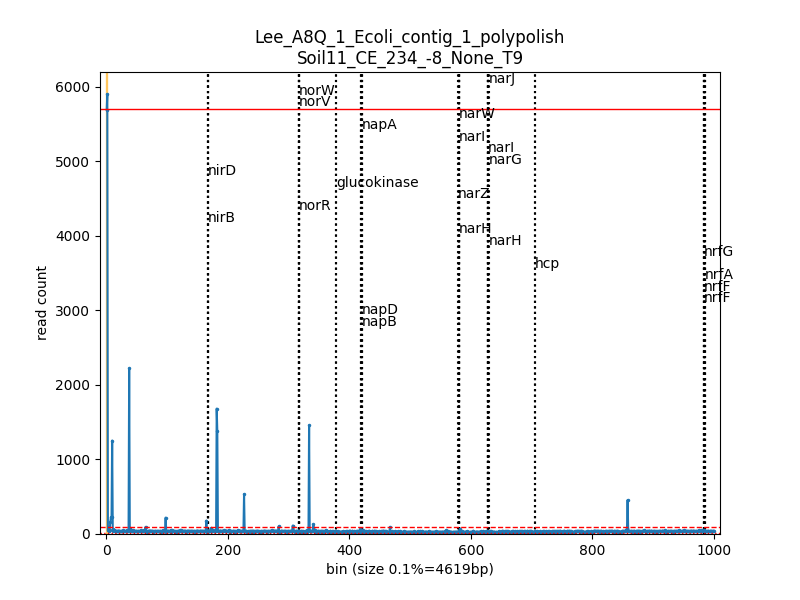 Lee_A8Q_1_Ecoli_contig_1_polypolish
Soil11_CE_234_-8_None_T9
read count
6000
5000
4000
3000
2000
1000
0
narJ
norW
norV
narW
napA
narI
narI
narG
nirD
glucokinase
narZ
norR
nirB
narH
narH
nrfG
hcp
nrfA
nrfF
nrfF
napD
napB
0 200 400 600 800 1000
bin (size 0.1%=4619bp)